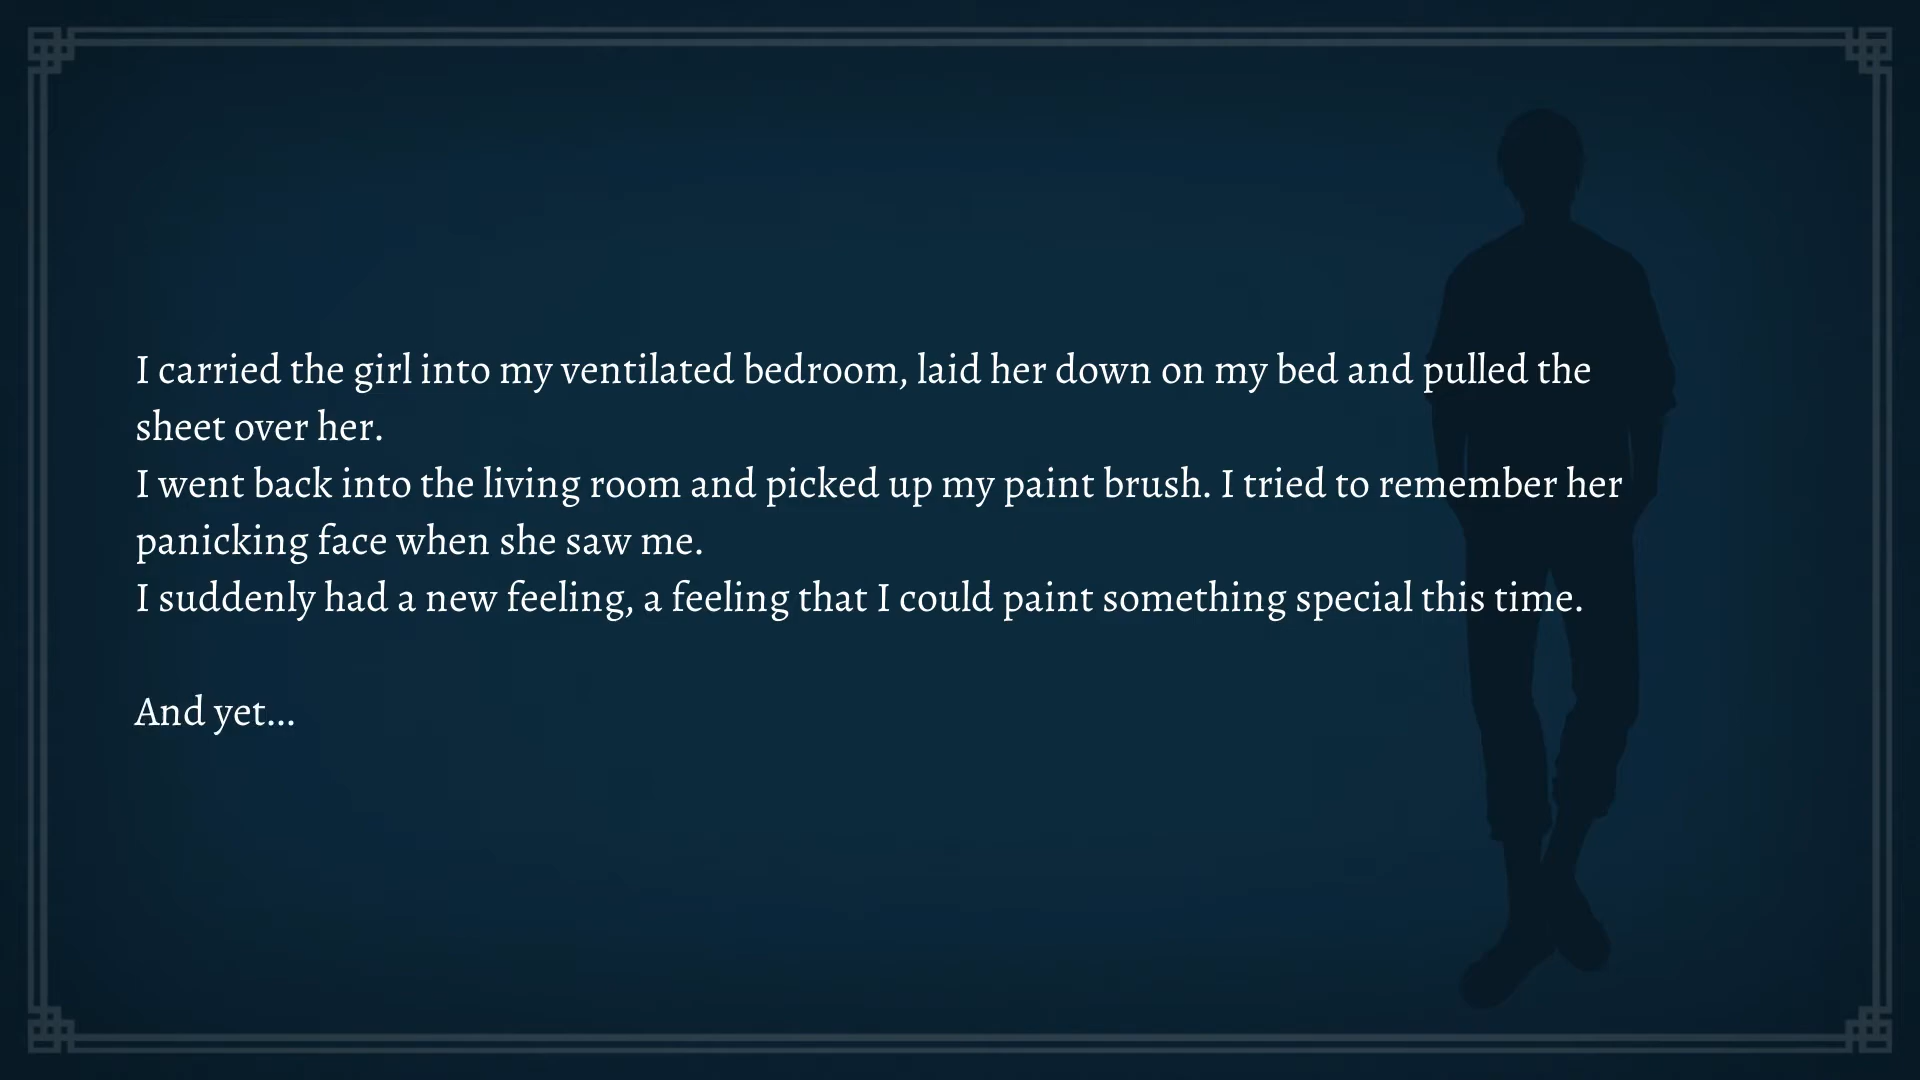 I carried the girl into my ventilated bedroom, laid her down on my bed and pulled the
sheet over her.
I went back into the living room and picked up my paint brush. I tried to remember her
panicking face when she saw me.
I suddenly had a new feeling, a feeling that I could paint something special this time.
And yet...